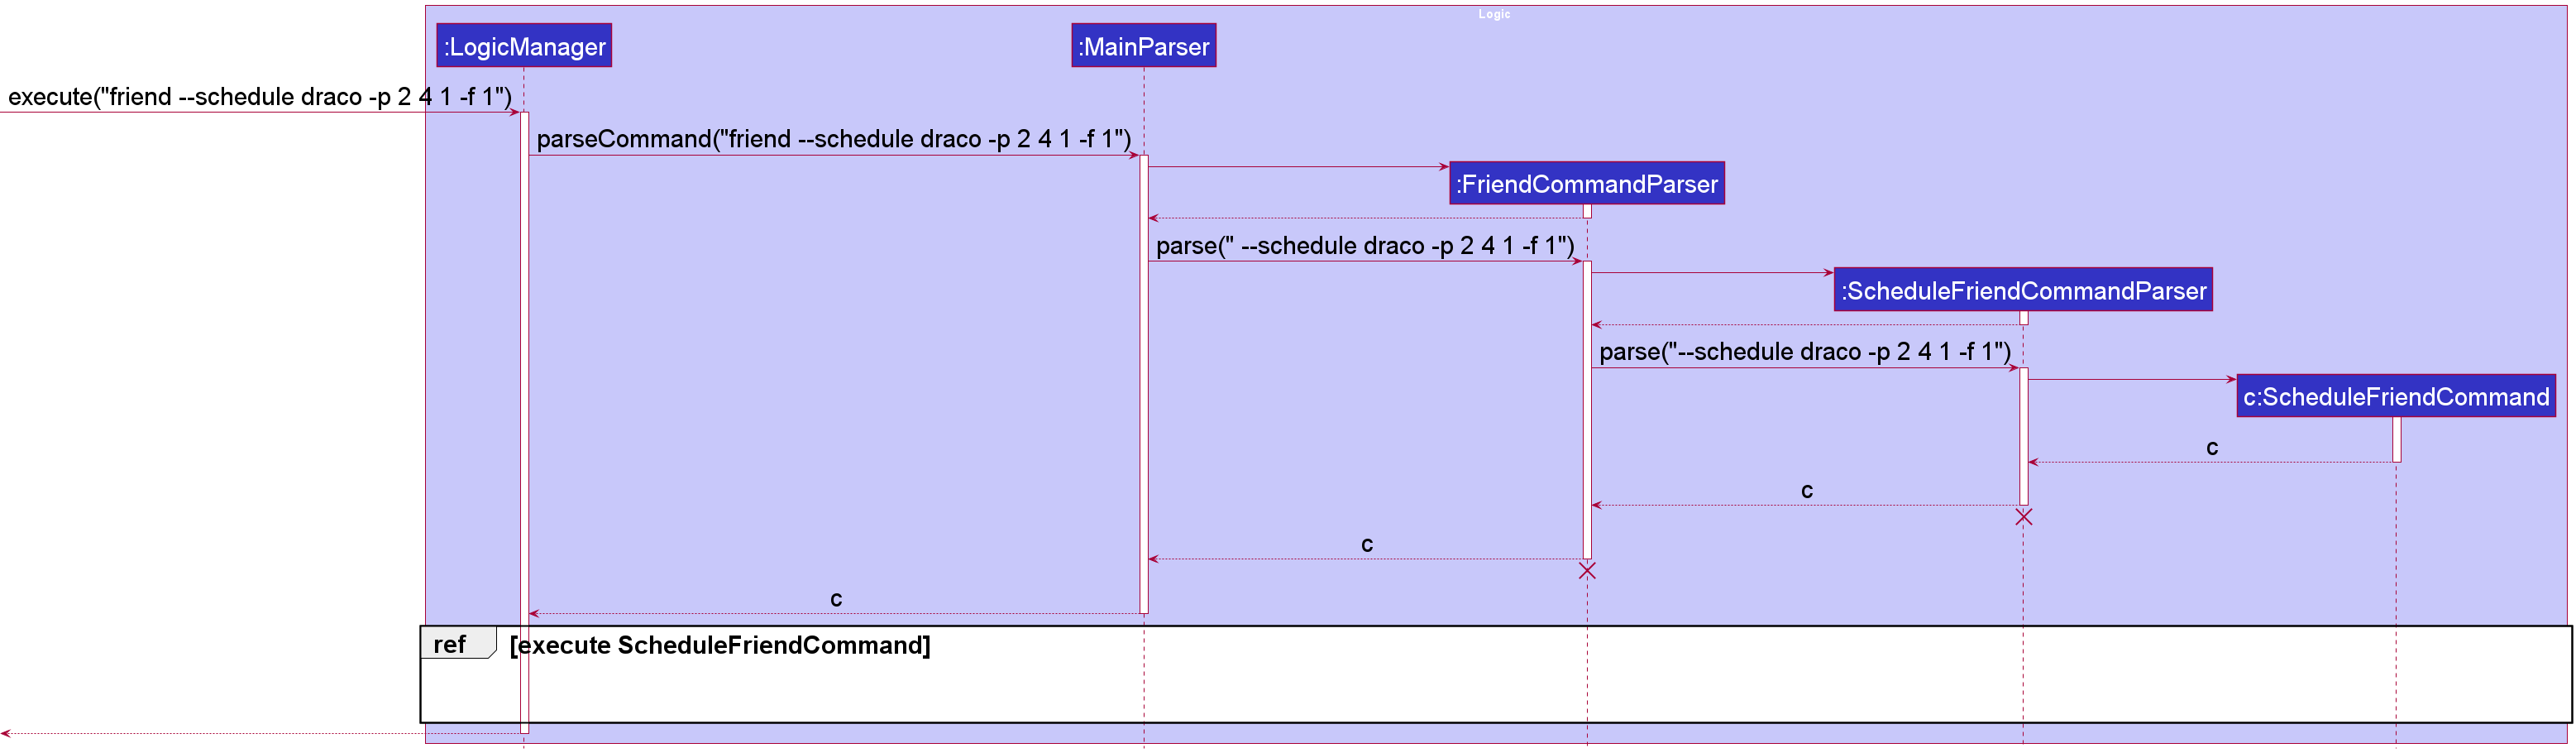 Logic
:LogicManager
:MainParser
execute("friend --schedule draco -p 2 4 1 -f 1")
parseCommand("friend --schedule draco -p 2 4 1 -f 1")
:FriendCommandParser
parse(" --schedule draco -p 2 4 1 -f 1")
:ScheduleFriendCommandParser
parse("--schedule draco -p 2 4 1 -f 1")
c:ScheduleFriendCommand
c
c
c
c
ref [execute ScheduleFriendCommand]